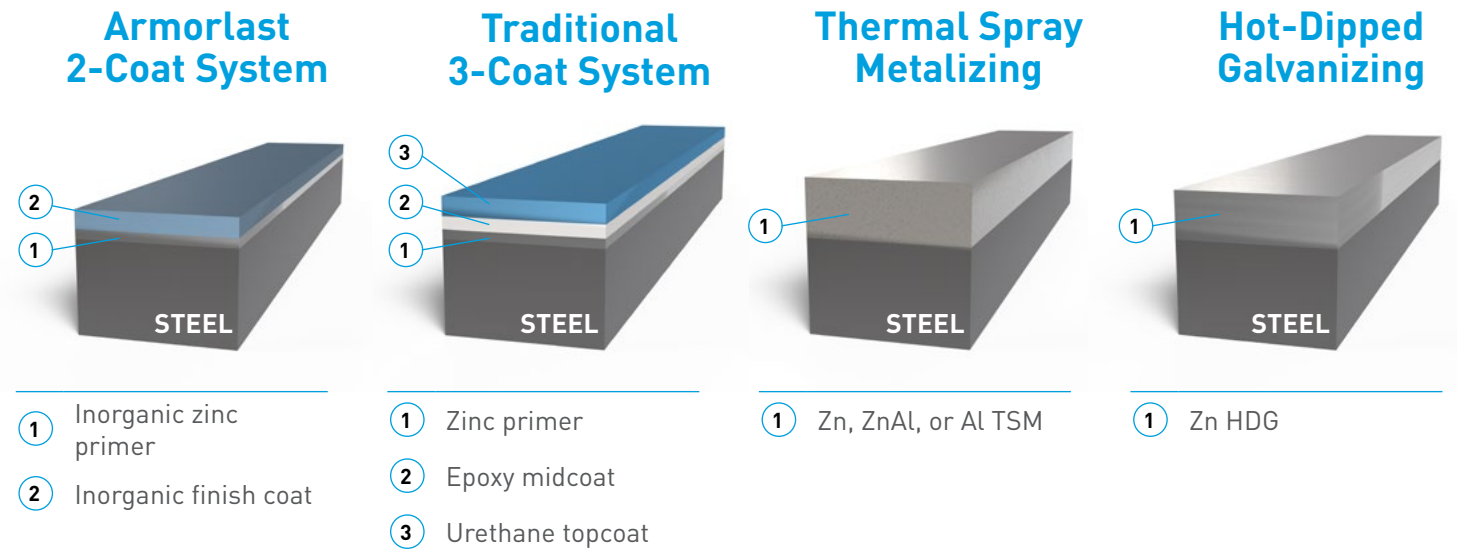 Armorlast
2-Coat System
2
1
STEEL
1 Inorganic zinc
primer
2 Inorganic finish coat
Traditional
3-Coat System
3
2
1
STEEL
1 Zinc primer
2 Epoxy midcoat
3 Urethane topcoat
Thermal Spray
Metalizing
1
STEEL
1 Zn, ZnAl, or Al TSM
Hot-Dipped
Galvanizing
1
STEEL
1 Zn HDG